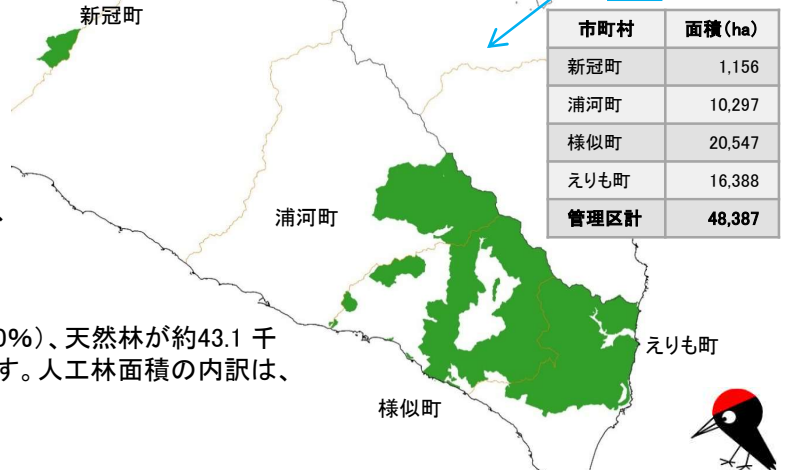 新冠町
市町村 面積(ha)
新冠町 1,156
浦河町 10,297
様似町 20,547
えりも町 16,388
管理区計 48,387
浦河町
0%)、天然林が約43.1 千
す。人工林面積の内訳は、
えりも町
様似町